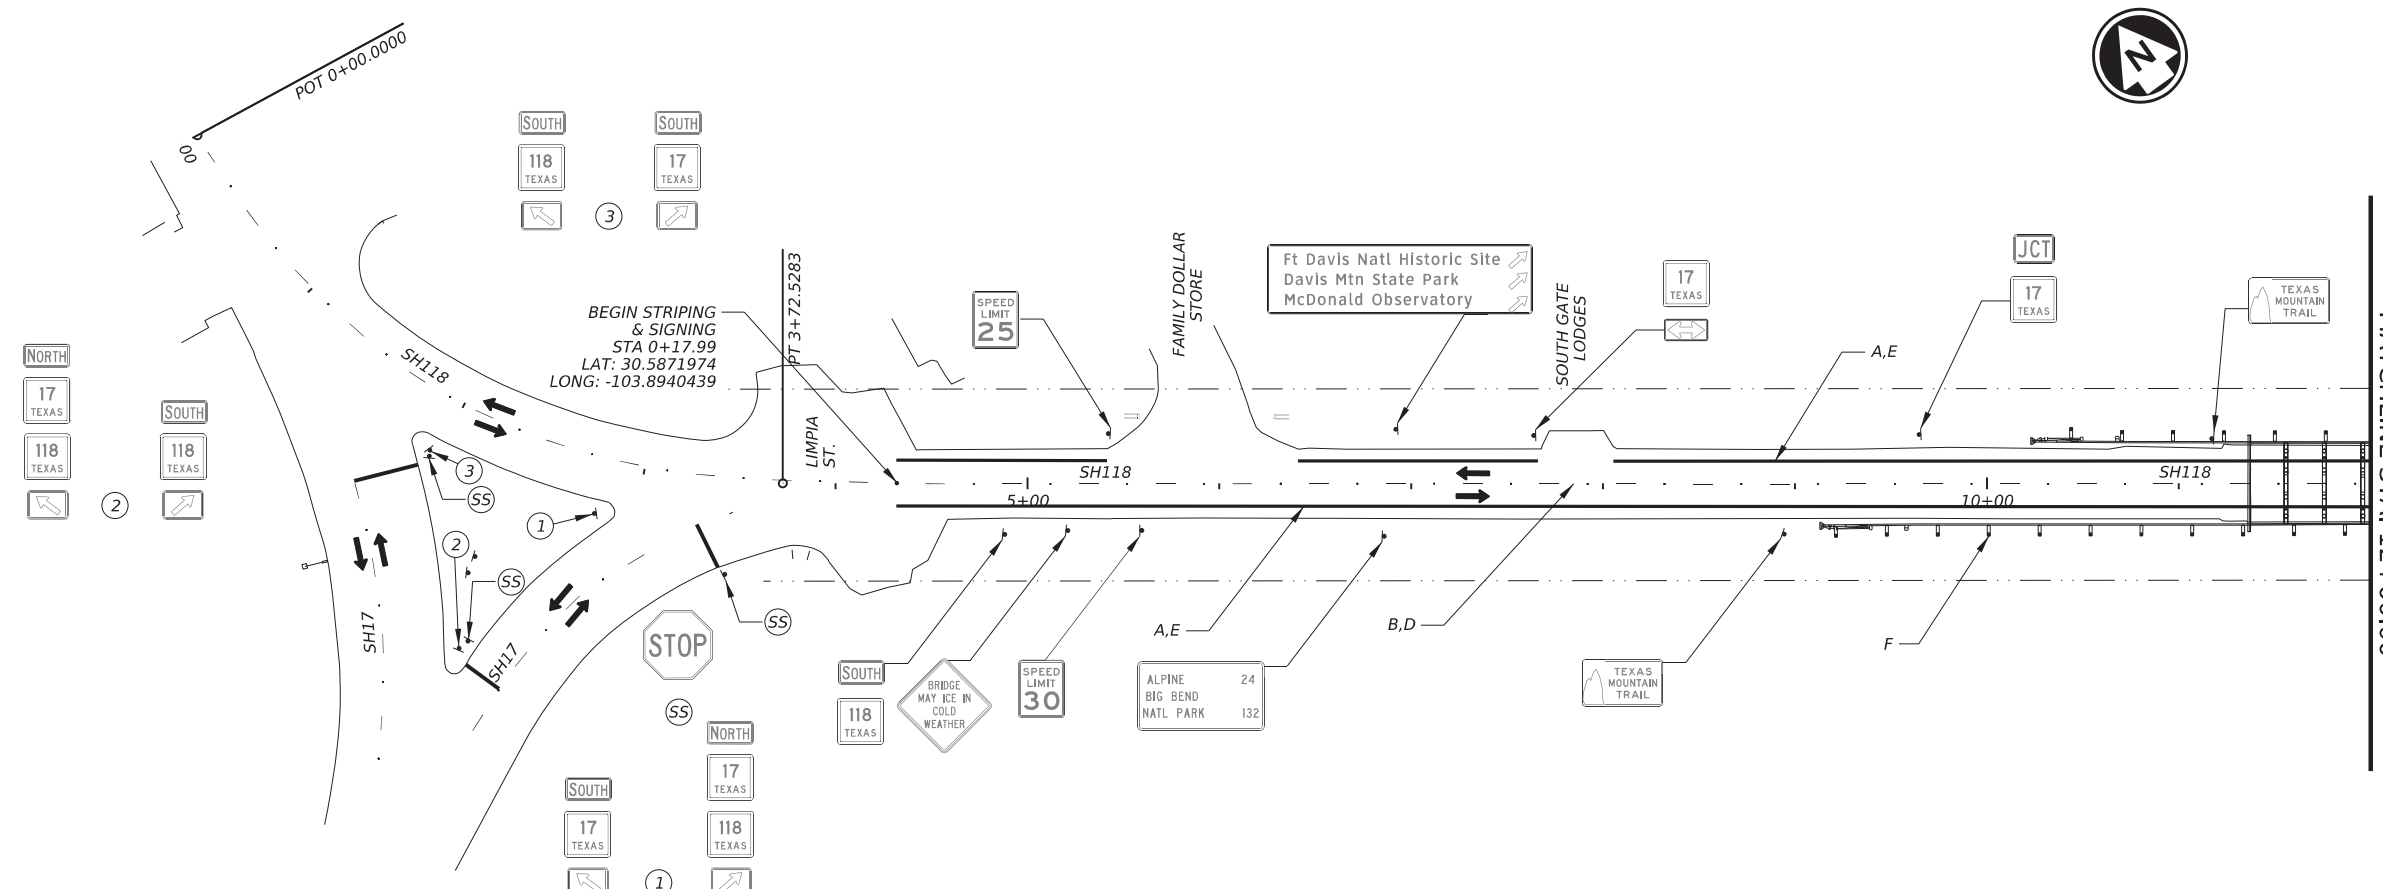 POT 0+00.0000
00
N
SOUTH
118
TEXAS
SOUTH
17
TEXAS
3
BEGIN STRIPING
& SIGNING
STA 0+17.99
LAT: 30.5871974
LONG: -103.8940439
PT 3+72.5283
LIMPIA
ST.
SPEED
LIMIT
25
FAMILY DOLLAR
STORE
Ft Davis Natl Historic Site
Davis Mtn State Park
McDonald Observatory
SOUTH GATE
LODGES
17
TEXAS
A,E
JCT
17
TEXAS
TEXAS
MOUNTAIN
TRAIL
NORTH
17
TEXAS
118
TEXAS
SOUTH
118
TEXAS
2
SH118
3
SS
1
2
SS
SH17
SH17
SH118
5+00
10+00
SH118
STOP
SS
SS
SOUTH
118
TEXAS
BRIDGE
MAY ICE IN
COLD
WEATHER
SPEED
LIMIT
30
A,E
ALPINE 24
BIG BEND
NATL PARK 132
B,D
TEXAS
MOUNTAIN
TRAIL
F
SOUTH
17
TEXAS
NORTH
17
TEXAS
118
TEXAS
1